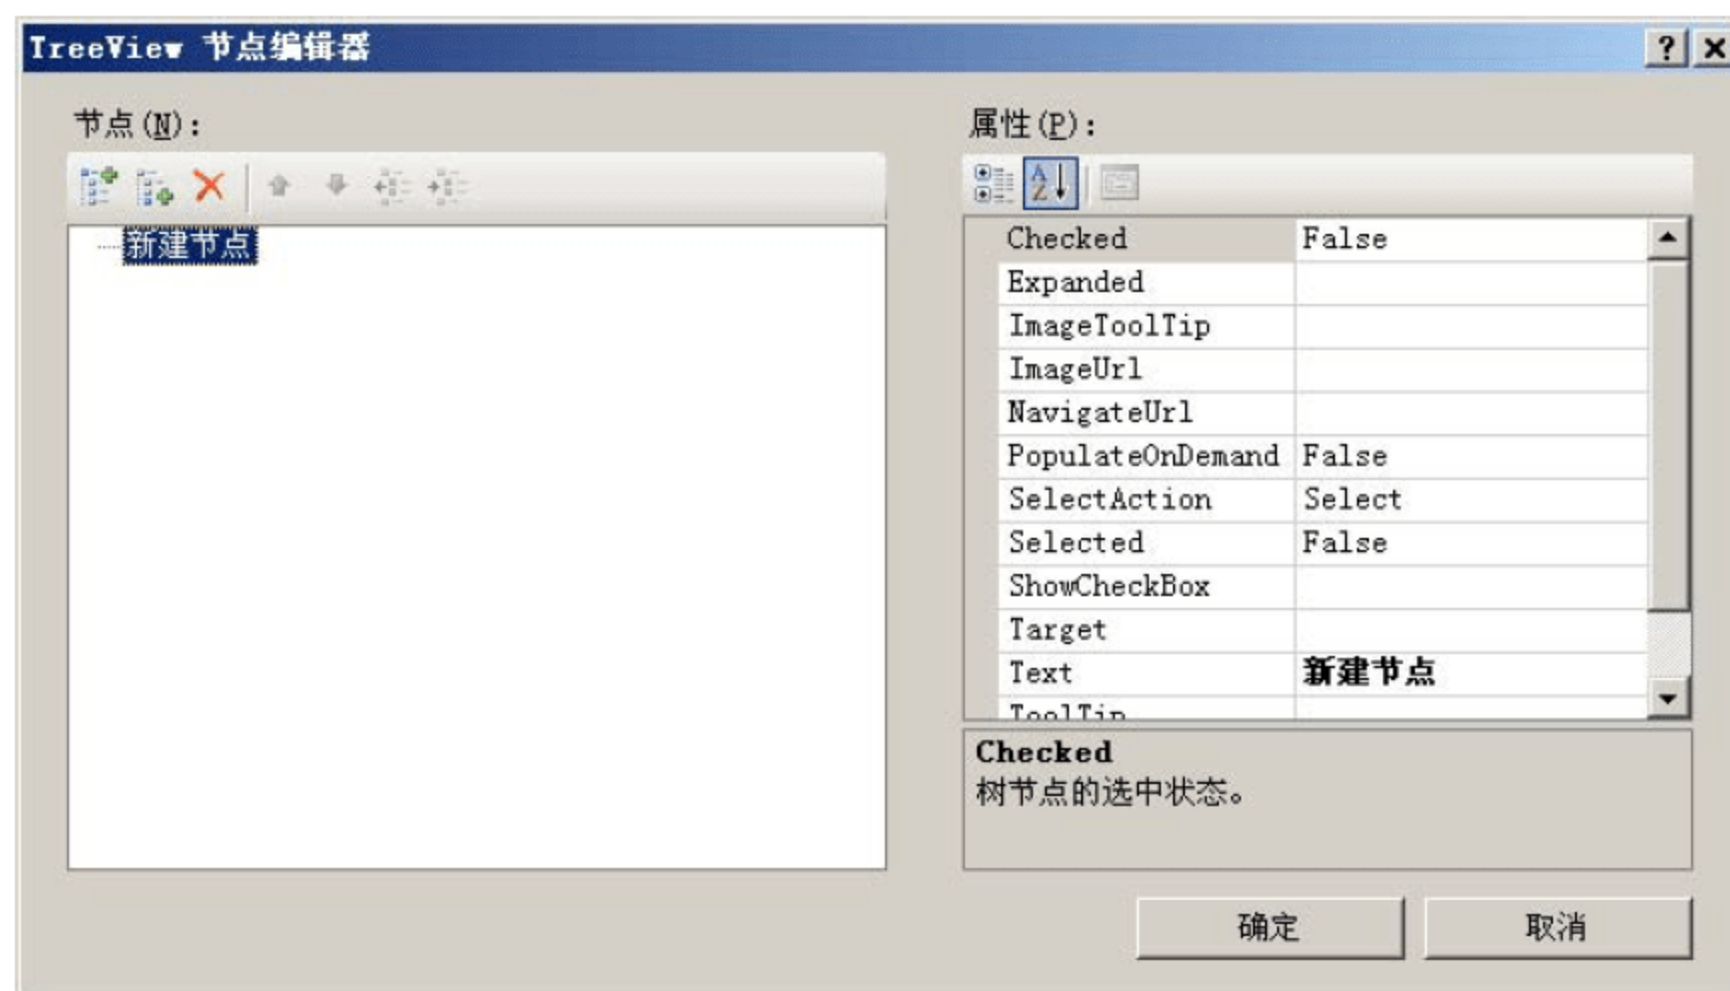 TreeView 节点编辑器
节点(N):
新建节点
属性(P):
Checked False
Expanded
ImageToolTip
ImageUrl
NavigateUrl
PopulateOnDemand False
SelectAction Select
Selected False
ShowCheckBox
Target
Text 新建节点
ToolTip
Checked
树节点的选中状态。
确定 取消